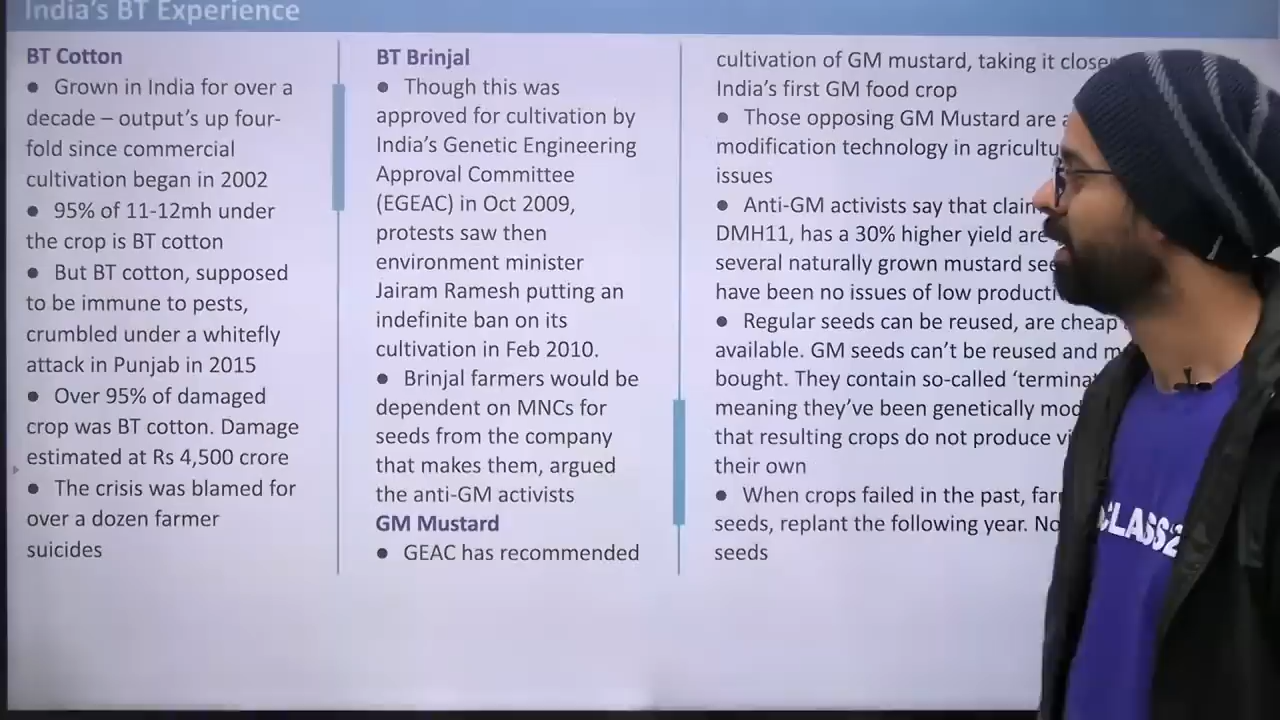 India's BT Experience
BT Cotton
● Grown in India for over a
decade – output's up four-
fold since commercial
cultivation began in 2002
● 95% of 11-12mh under
the crop is BT cotton
● But BT cotton, supposed
to be immune to pests,
crumbled under a whitefly
attack in Punjab in 2015
● Over 95% of damaged
crop was BT cotton. Damage
estimated at Rs 4,500 crore
● The crisis was blamed for
over a dozen farmer
suicides
BT Brinjal
● Though this was
approved for cultivation by
India's Genetic Engineering
Approval Committee
(EGEAC) in Oct 2009,
protests saw then
environment minister
Jairam Ramesh putting an
indefinite ban on its
cultivation in Feb 2010.
● Brinjal farmers would be
dependent on MNCs for
seeds from the company
that makes them, argued
the anti-GM activists
GM Mustard
● GEAC has recommended
cultivation of GM mustard, taking it
India's first GM food crop
● Those opposing GM Mustard are
modification technology in
issues
● Anti-GM activists say that
DMH11, has a 30% higher yield are
several naturally grown mustard
have been no issues of low
● Regular seeds can be reused, are cheap
available. GM seeds can't be reused and
bought. They contain so-called
meaning they've been genetically
that resulting crops do not produce
their own
● When crops failed in the past,
seeds, replant the following year.
seeds